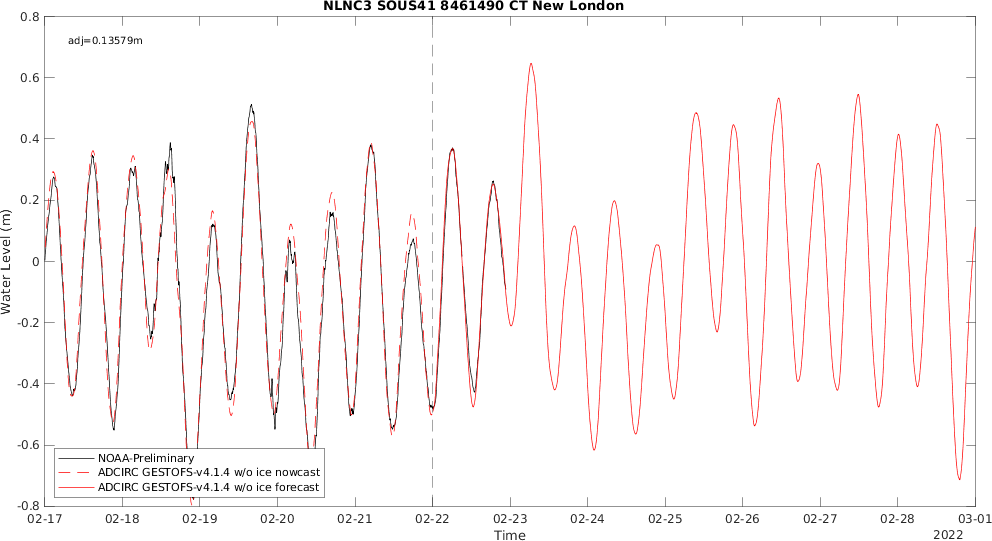 NLNC3 SOUS41 8461490 CT New London
adj=0.13579m
0.8
0.6
0.4
0.2
0
-0.2
-0.4
-0.6
-0.8
Water Level (m)
NOAA-Preliminary
ADCIRC GESTOFS-v4.1.4 w/o ice nowcast
ADCIRC GESTOFS-v4.1.4 w/o ice forecast
02-17 02-18 02-19 02-20 02-21 02-22 02-23 02-24 02-25 02-26 02-27 02-28 03-01
Time
2022